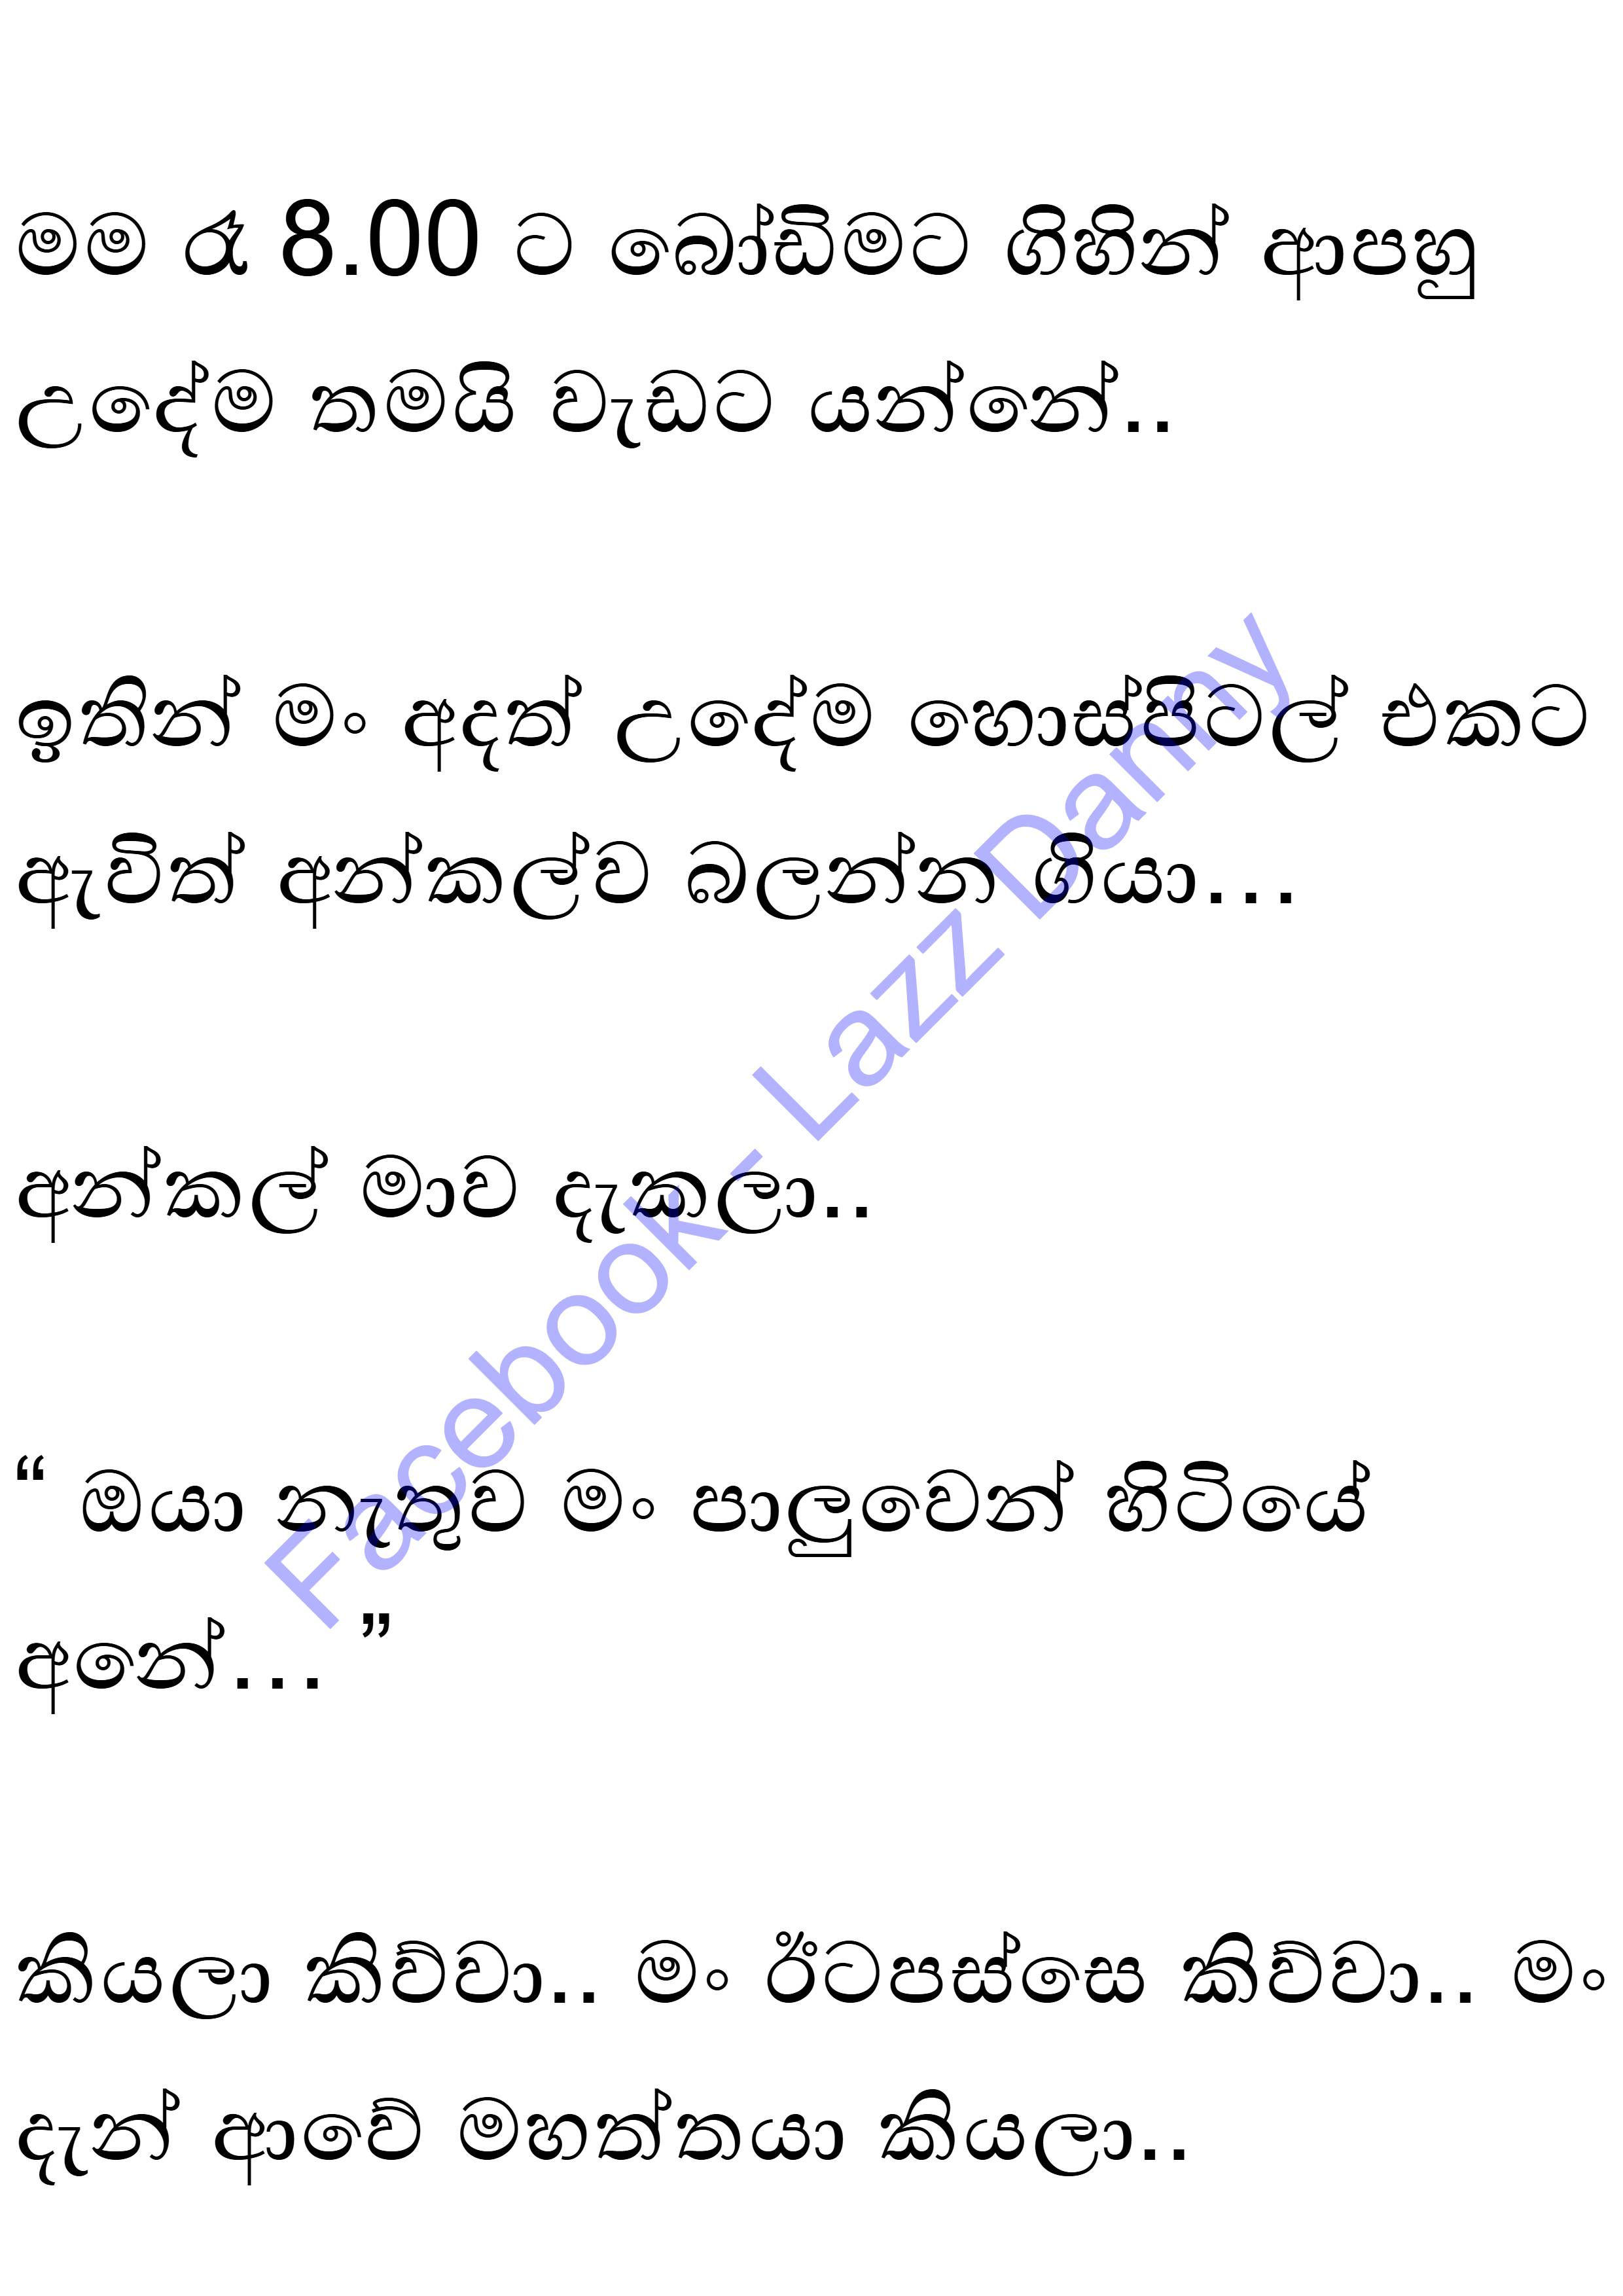 මම රෑ 8.00 ට බෝඩිමට ගිහින් ආපහු
උදේම තමයි වැඩට යන්නේ..
ඉතින් මං අදත් උදේම හොස්පිටල් එකට
ඇවිත් අන්කල්ව බලන්න ගියා...
අන්කල් මාව දැකලා..
“ ඔයා නැතුව මං පාලුවෙන් හිටියේ
අනේ... ”
කියලා කිව්වා.. මං ඊටපස්සෙ කිව්වා.. මං
දැන් ආවේ මහත්තයා කියලා..
Facebook- Lazz Danny